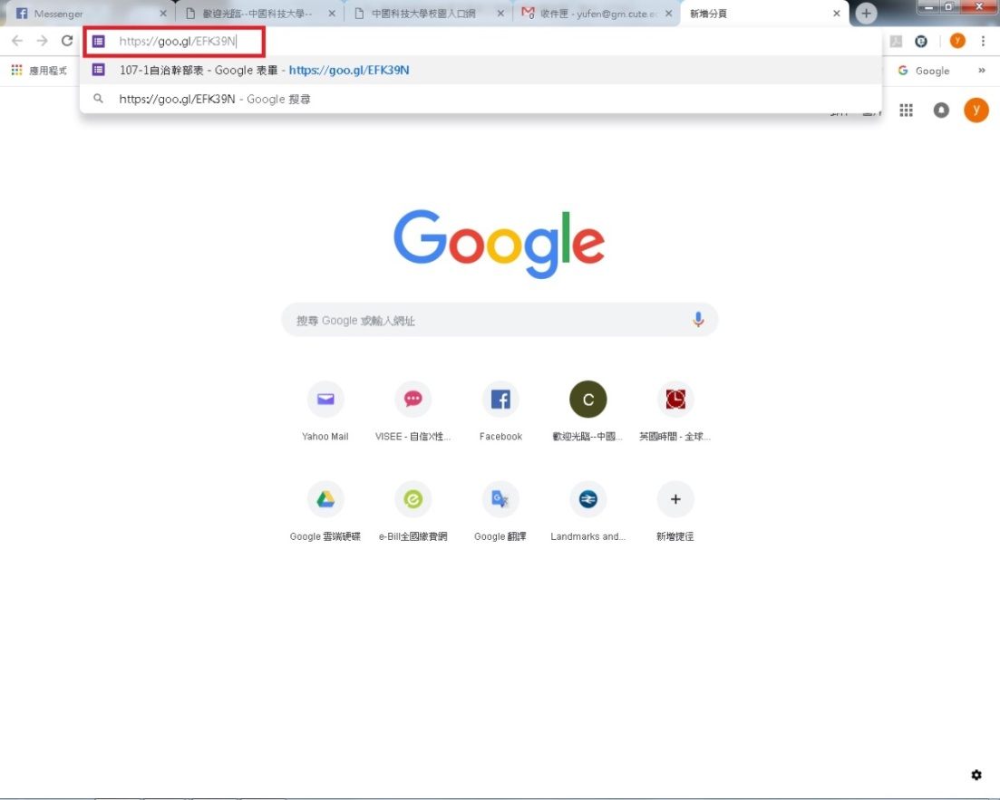 Messenger
歡迎光臨--中國科技大學--
中國科技大學校園入口網
收件匣 - yufen@gm.cute.e
新增分頁
https://goo.gl/EFK39N
應用程式
107-1自治幹部表 - Google 表單 - https://goo.gl/EFK39N
Google
»
https://goo.gl/EFK39N - Google 搜尋
y
Google
搜尋 Google 或輸入網址
C
Yahoo Mail
VISEE - 自信X性...
Facebook
歡迎光臨--中國...
英國時間 - 全球...
Google 雲端硬碟
e-Bill全國繳費網
Google 翻譯
Landmarks and...
新增捷徑